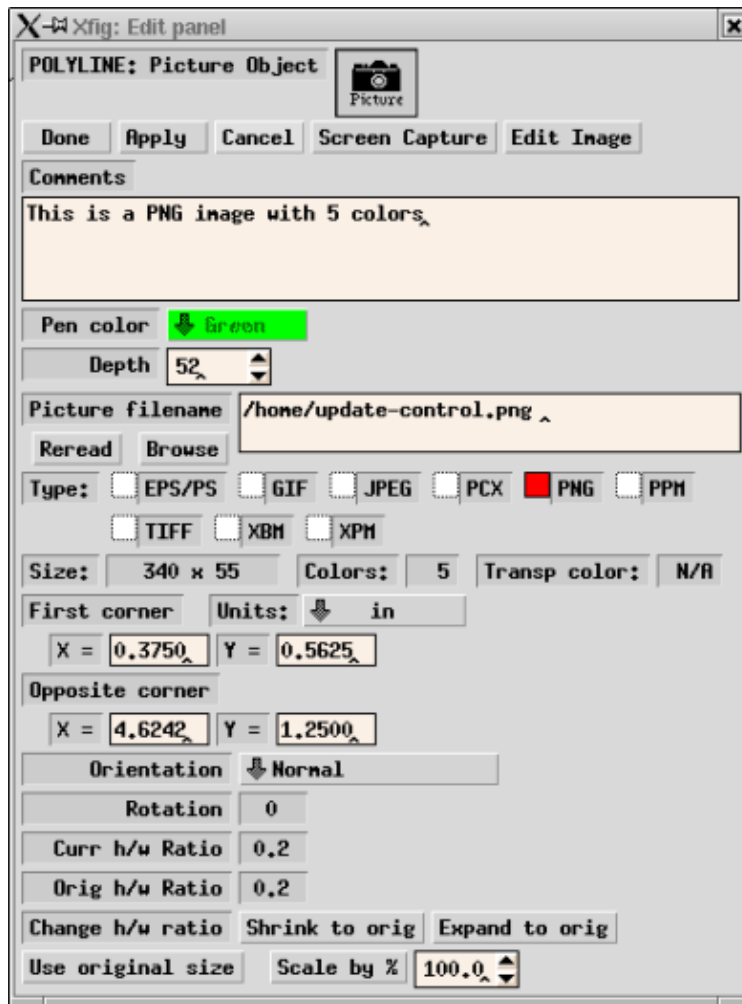 Xfig: Edit panel
POLYLINE: Picture Object
Picture
Done Apply Cancel Screen Capture Edit Image
Comments
This is a PNG image with 5 colors
Pen color Green
Depth 52
Picture filename /home/update-control.png
Reread Browse
Type: EPS/PS GIF JPEG PCX PNG PPM
TIFF XBM XPM
Size: 340 x 55 Colors: 5 Transp color: N/A
First corner Units: in
X = 0.3750 Y = 0.5625
Opposite corner
X = 4.6242 Y = 1.2500
Orientation Normal
Rotation 0
Curr h/w Ratio 0.2
Orig h/w Ratio 0.2
Change h/w ratio Shrink to orig Expand to orig
Use original size Scale by % 100.0